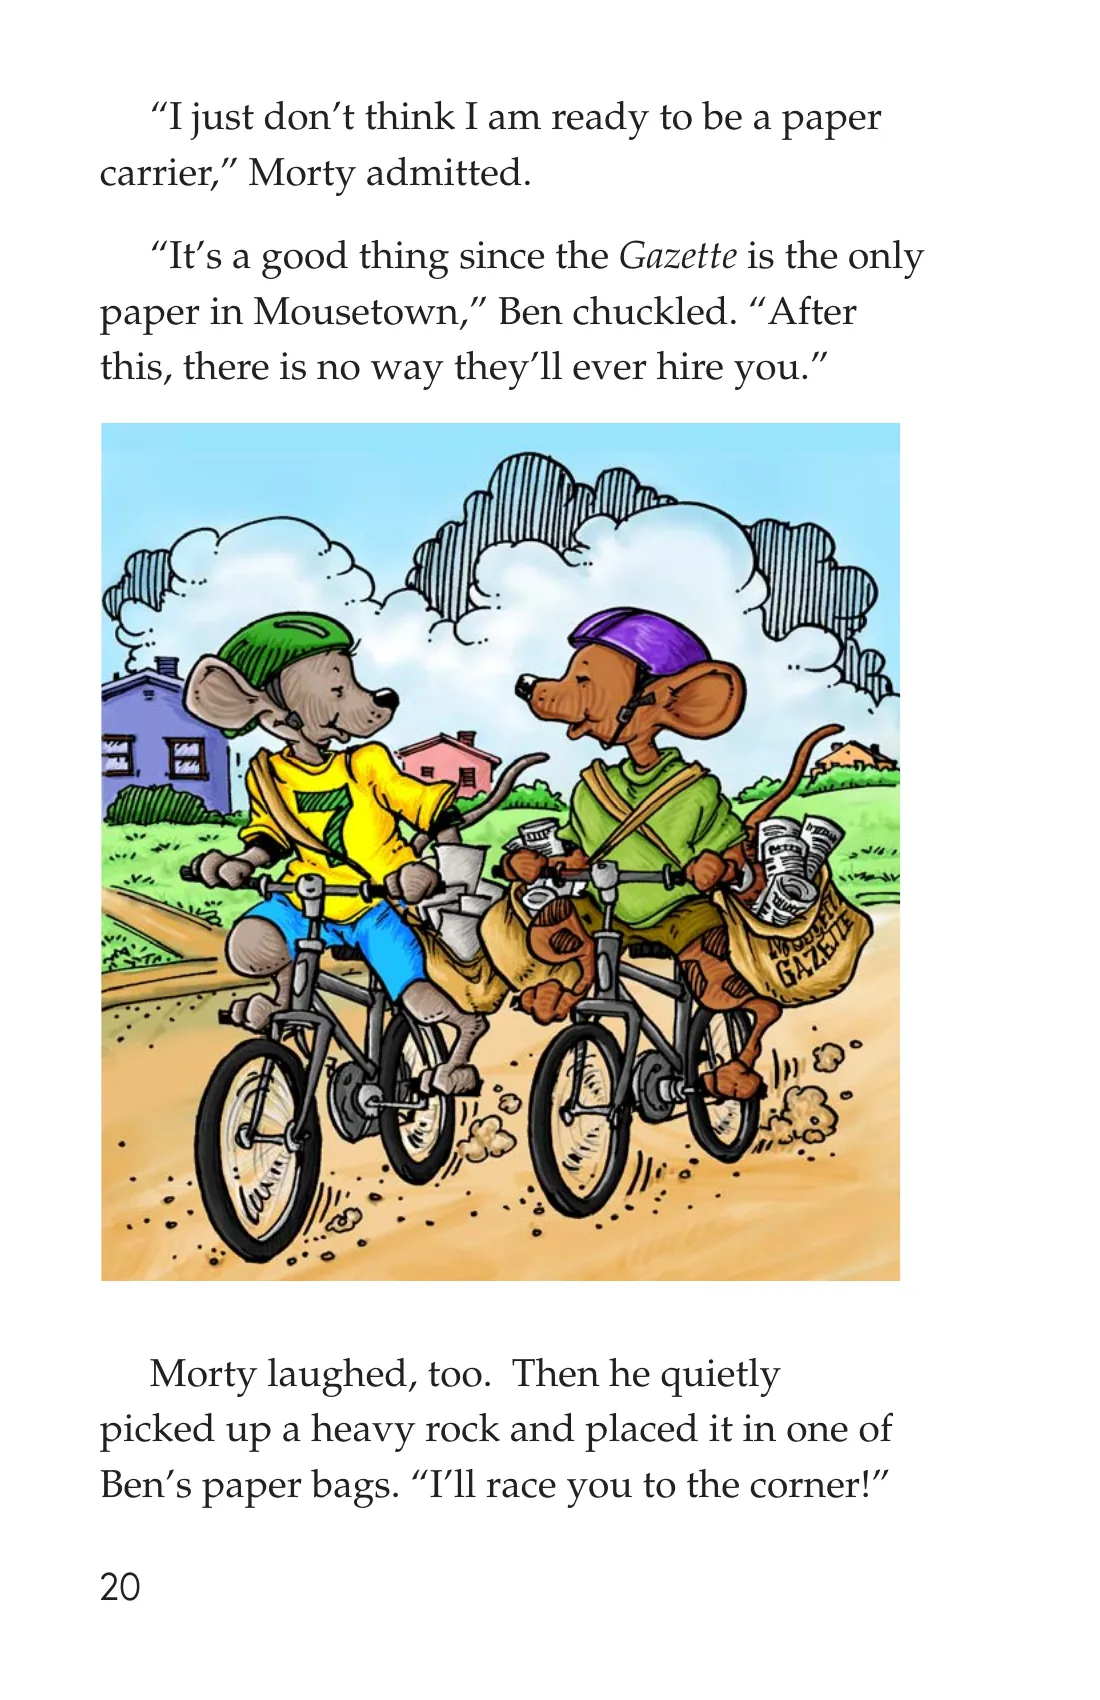 “I just don’t think I am ready to be a paper
carrier,” Morty admitted.
“It’s a good thing since the Gazette is the only
paper in Mousetown,” Ben chuckled. “After
this, there is no way they’ll ever hire you.”
7
GAZETTE
Morty laughed, too.  Then he quietly
picked up a heavy rock and placed it in one of
Ben’s paper bags. “I’ll race you to the corner!”
20